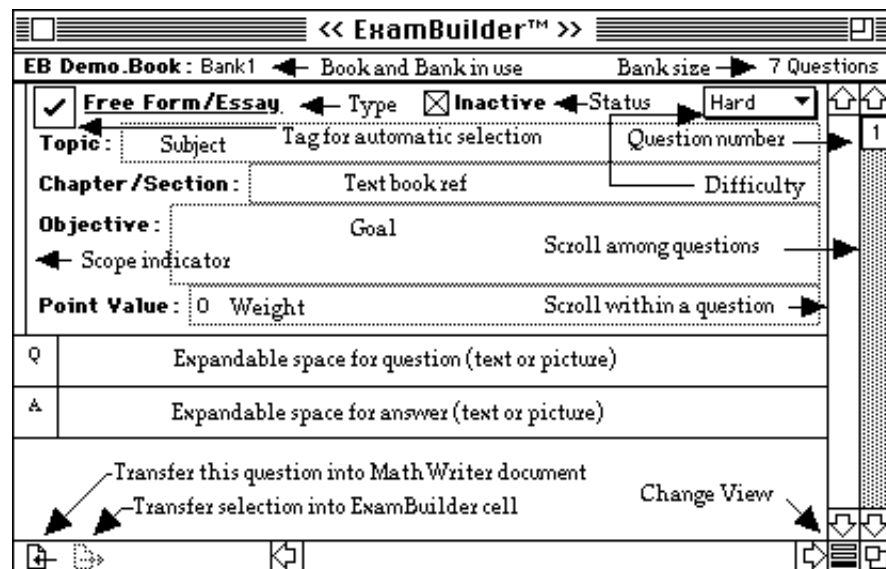 << ExamBuilder™ >>
EB Demo.Book: Bank1 Book and Bank in use Bank size 7 Questions
Free Form/Essay Type Inactive Status Hard
Tag for automatic selection
Topic: Subject Question number 1
Chapter/Section: Textbook ref Difficulty
Objective: Goal
Scroll among questions
Scope indicator
Point Value: 0 Weight Scroll within a question
Q Expandable space for question (text or picture)
A Expandable space for answer (text or picture)
Transfer this question into MathWriter document
Change View
Transfer selection into ExamBuilder cell